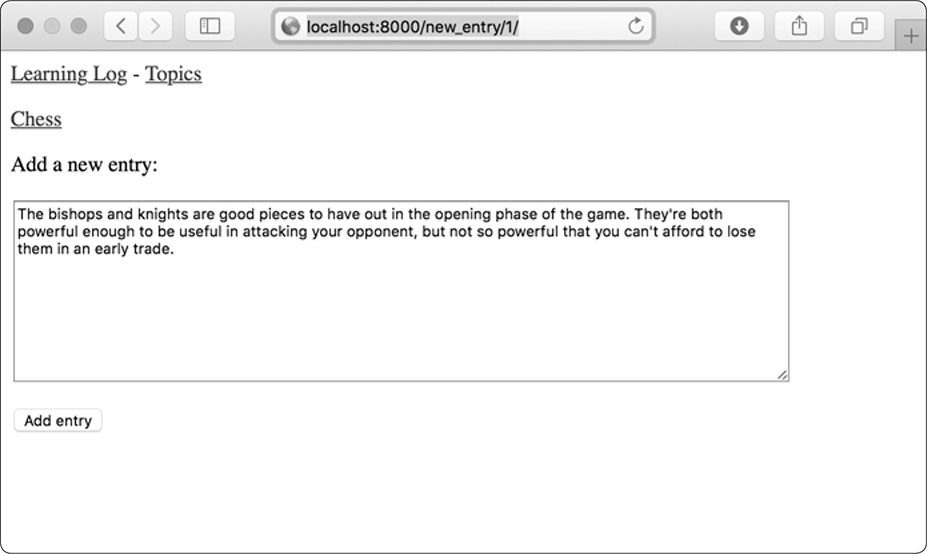 localhost:8000/new_entry/1/
Learning Log - Topics
Chess
Add a new entry:
The bishops and knights are good pieces to have out in the opening phase of the game. They're both
powerful enough to be useful in attacking your opponent, but not so powerful that you can't afford to lose
them in an early trade.
Add entry